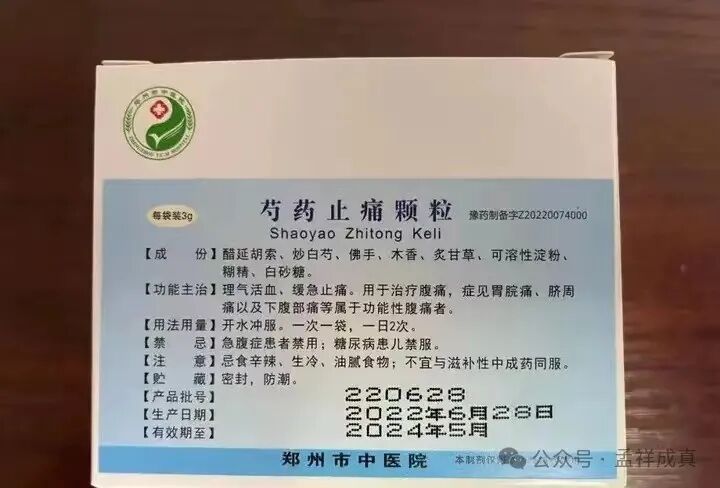 郑州市中医院
每袋装3g
芍药止痛颗粒
豫药制备字Z20220074000
Shaoyao Zhitong Keli
【成 份】醋延胡索、炒白芍、佛手、木香、炙甘草、可溶性淀粉、
糊精、白砂糖。
【功能主治】理气活血、缓急止痛。用于治疗腹痛，症见胃脘痛、脐周
痛以及下腹部痛等属于功能性腹痛者。
【用法用量】开水冲服。一次一袋，一日2次。
【禁 忌】急腹症患者禁用；糖尿病患儿禁服。
【注 意】忌食辛辣、生冷、油腻食物；不宜与滋补性中成药同服。
【贮 藏】密封，防潮。
【产品批号】220628
【生产日期】2022年6月28日
【有效期至】2024年5月
郑州市中医院
本制剂仅
公众号·孟祥成真